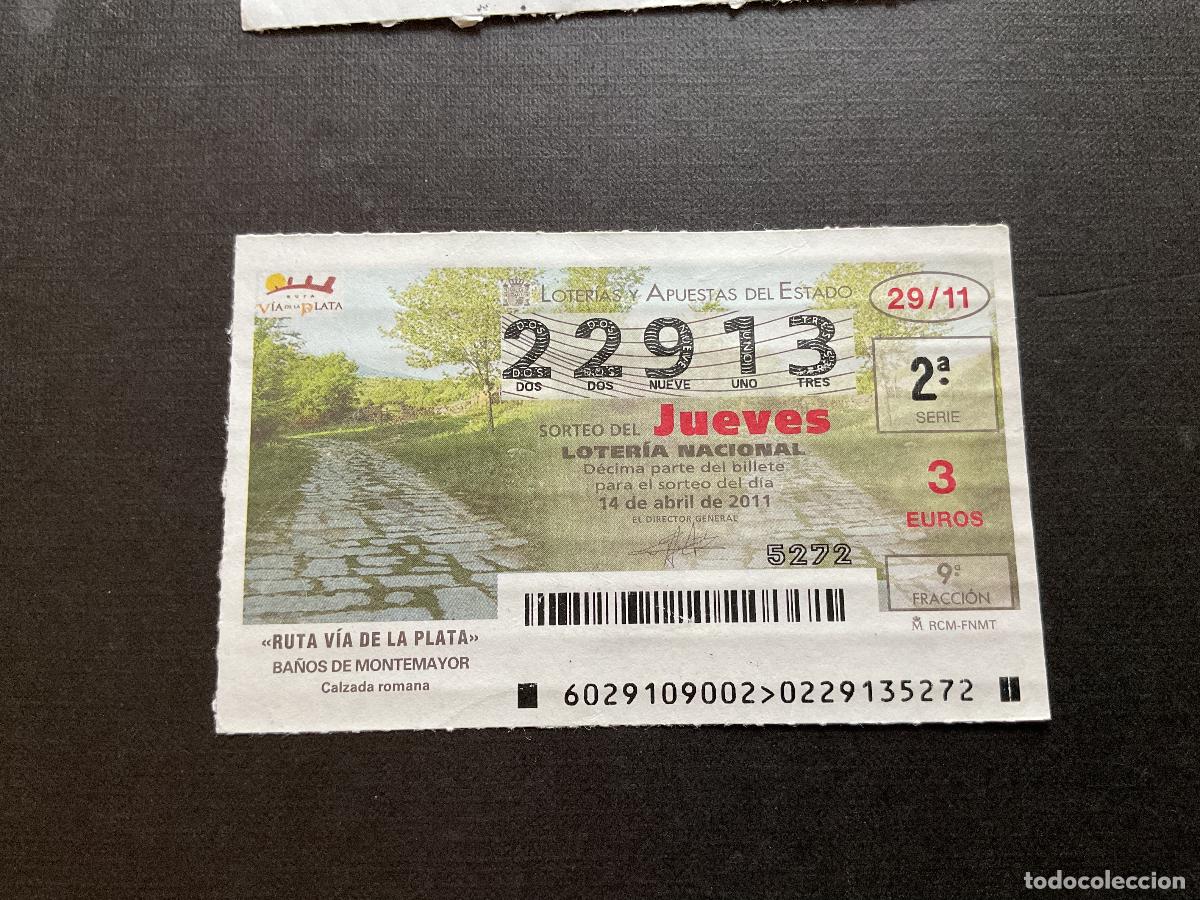 RUTA
VÍA DE LA PLATA
LOTERÍAS Y APUESTAS DEL ESTADO
29/11
22913
DOS DOS NUEVE UNO TRES
2ª
SERIE
SORTEO DEL Jueves
LOTERÍA NACIONAL
Décima parte del billete
para el sorteo del día
14 de abril de 2011
EL DIRECTOR GENERAL
3
EUROS
5272
9ª
FRACCIÓN
RCM-FNMT
«RUTA VÍA DE LA PLATA»
BAÑOS DE MONTEMAYOR
Calzada romana
6029109002>0229135272
todocoleccion